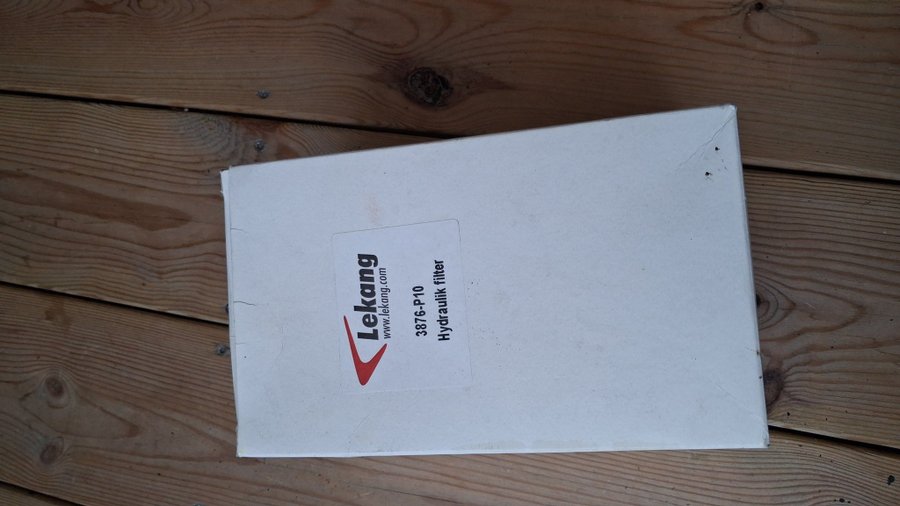 Lekang
www.lekang.com
3876-P10
Hydraulik filter